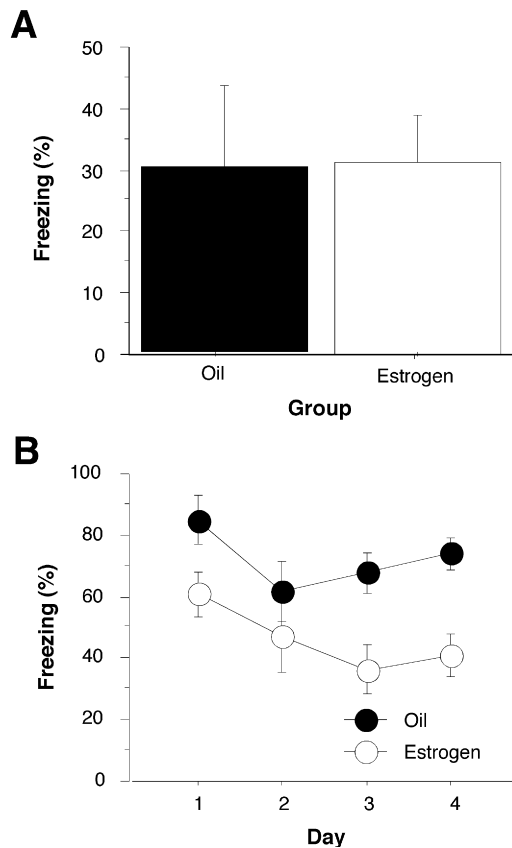 A
50
40
30
20
10
0
Freezing (%)
Oil
Estrogen
Group
B
100
80
60
40
20
0
Freezing (%)
Oil
Estrogen
1 2 3 4
Day